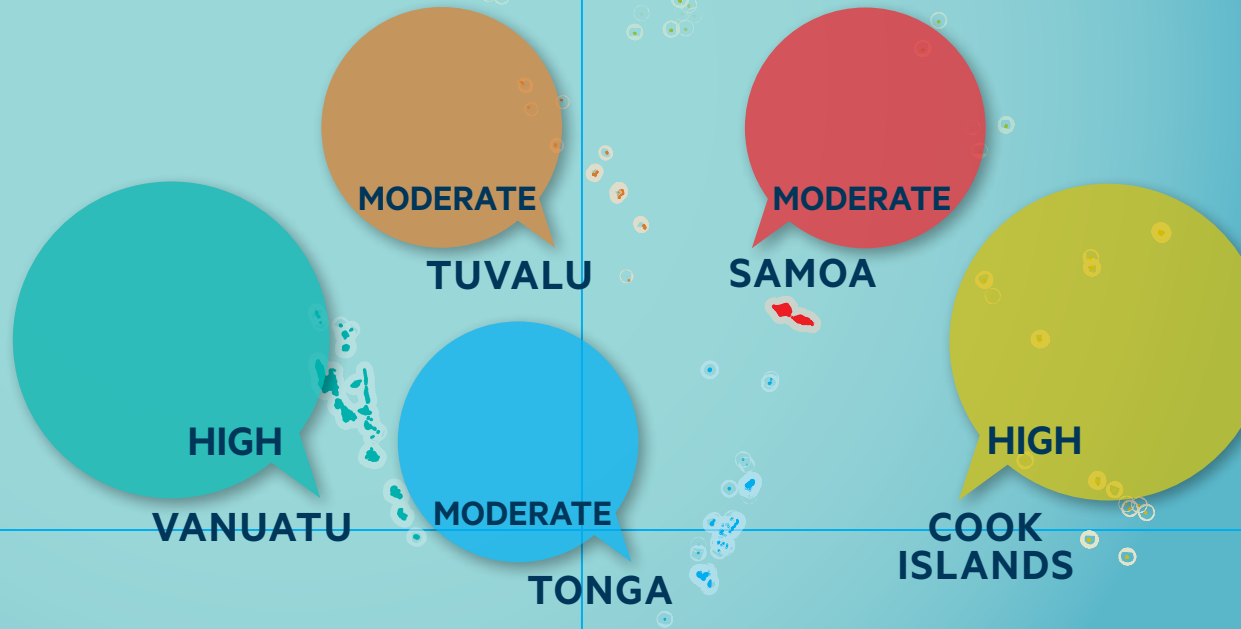 MODERATE
TUVALU
MODERATE
SAMOA
HIGH
VANUATU
MODERATE
TONGA
HIGH
COOK
ISLANDS